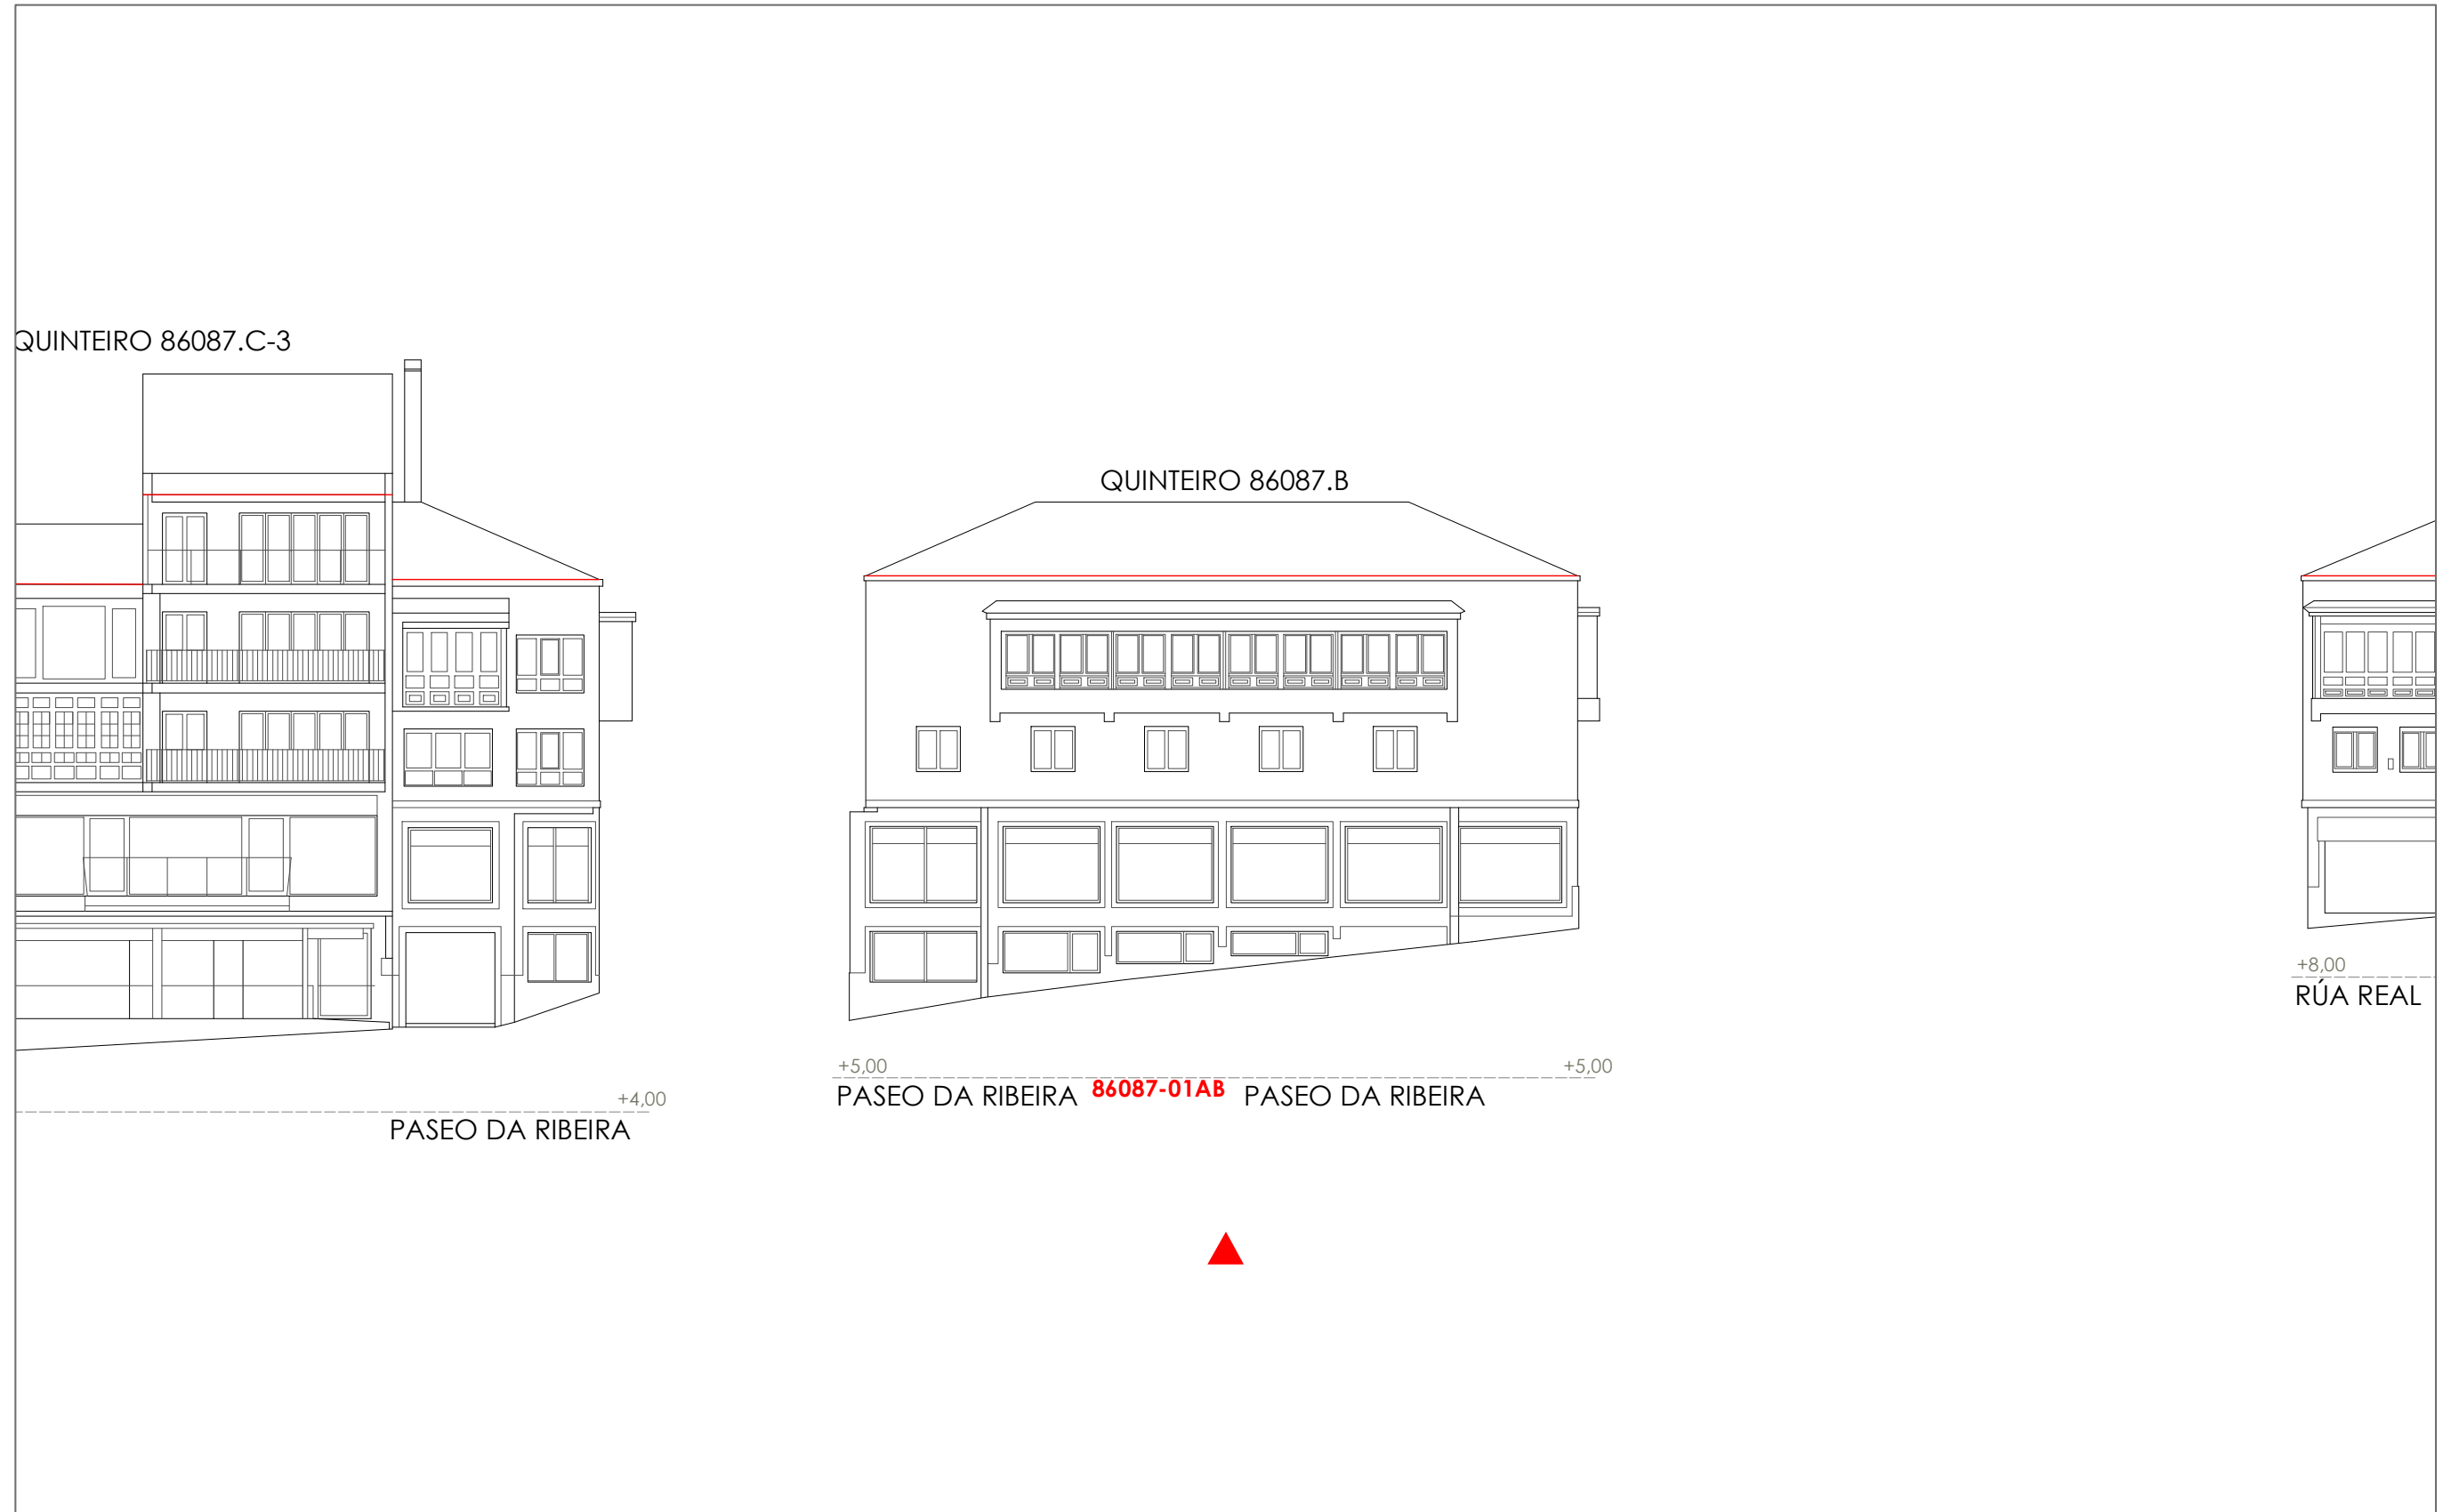 QUINTEIRO 86087.C-3
QUINTEIRO 86087.B
+8,00
RÚA REAL
+5,00 +5,00
PASEO DA RIBEIRA 86087-01AB PASEO DA RIBEIRA
+4,00
PASEO DA RIBEIRA